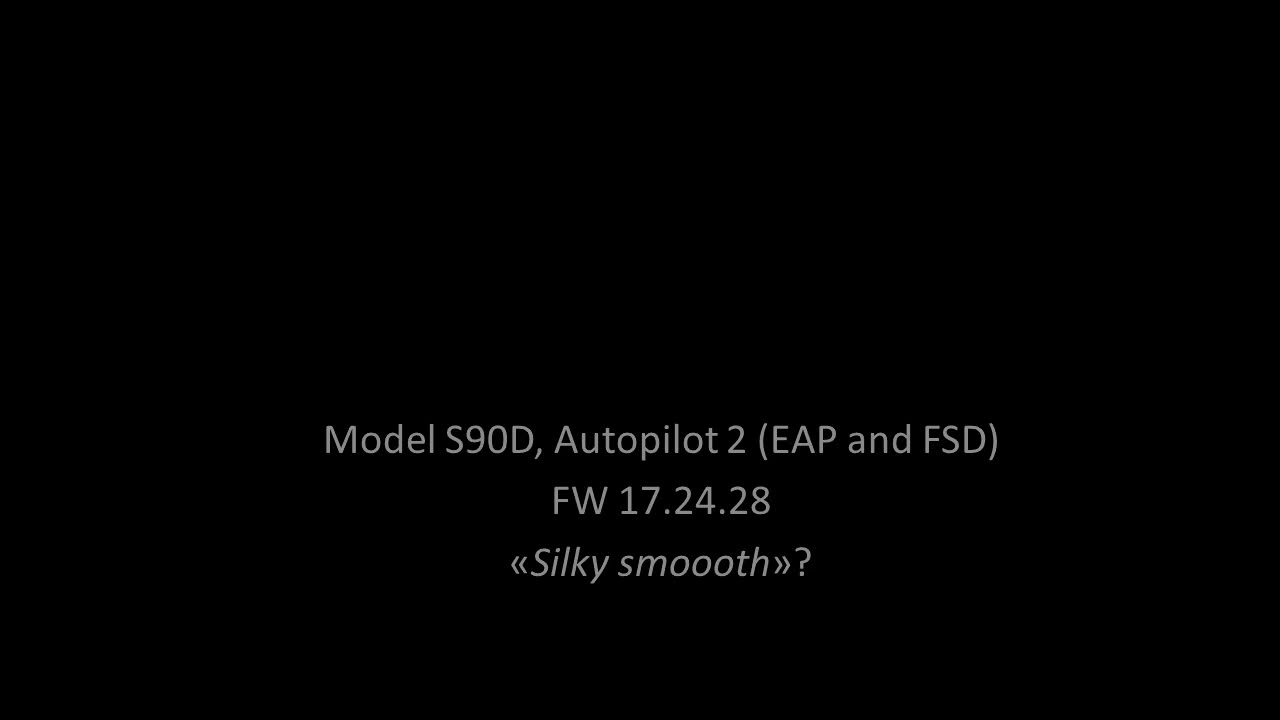 Model S90D, Autopilot 2 (EAP and FSD)
FW 17.24.28
«Silky smoooth»?